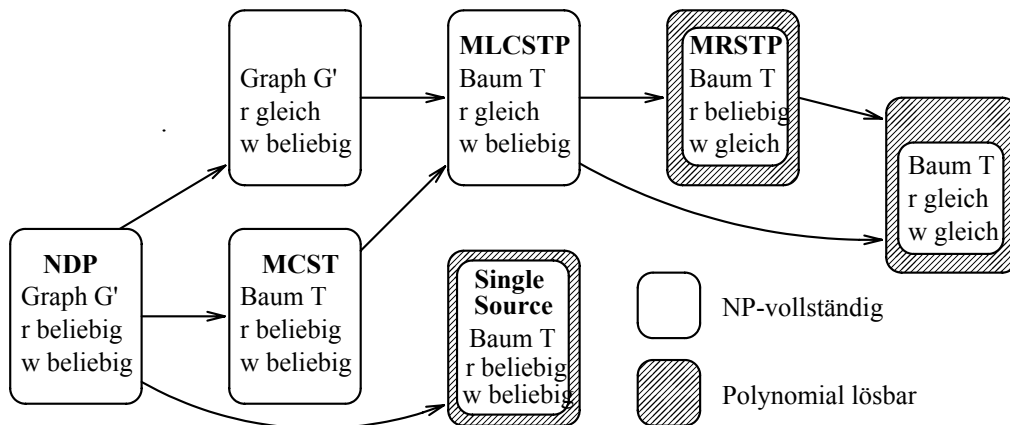 Graph G'
r gleich
w beliebig
MLCSTP
Baum T
r gleich
w beliebig
MRSTP
Baum T
r beliebig
w gleich
Baum T
r gleich
w gleich
NDP
Graph G'
r beliebig
w beliebig
MCST
Baum T
r beliebig
w beliebig
Single
Source
Baum T
r beliebig
w beliebig
NP-vollständig
Polynomial lösbar